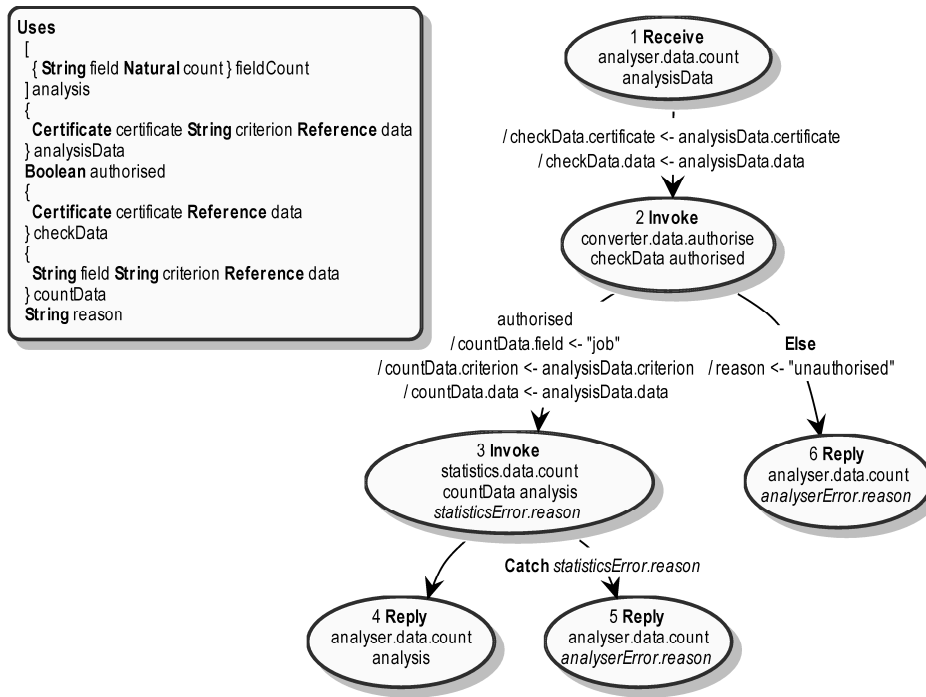 Uses
[
{ String field Natural count } fieldCount
] analysis
{
Certificate certificate String criterion Reference data
} analysisData
Boolean authorised
{
Certificate certificate Reference data
} checkData
{
String field String criterion Reference data
} countData
String reason
1 Receive
analyser.data.count
analysisData
/ checkData.certificate <- analysisData.certificate
/ checkData.data <- analysisData.data
2 Invoke
converter.data.authorise
checkData authorised
authorised
/ countData.field <- "job"
/ countData.criterion <- analysisData.criterion
/ countData.data <- analysisData.data
Else
/ reason <- "unauthorised"
3 Invoke
statistics.data.count
countData analysis
statisticsError.reason
6 Reply
analyser.data.count
analyserError.reason
Catch statisticsError.reason
4 Reply
analyser.data.count
analysis
5 Reply
analyser.data.count
analyserError.reason